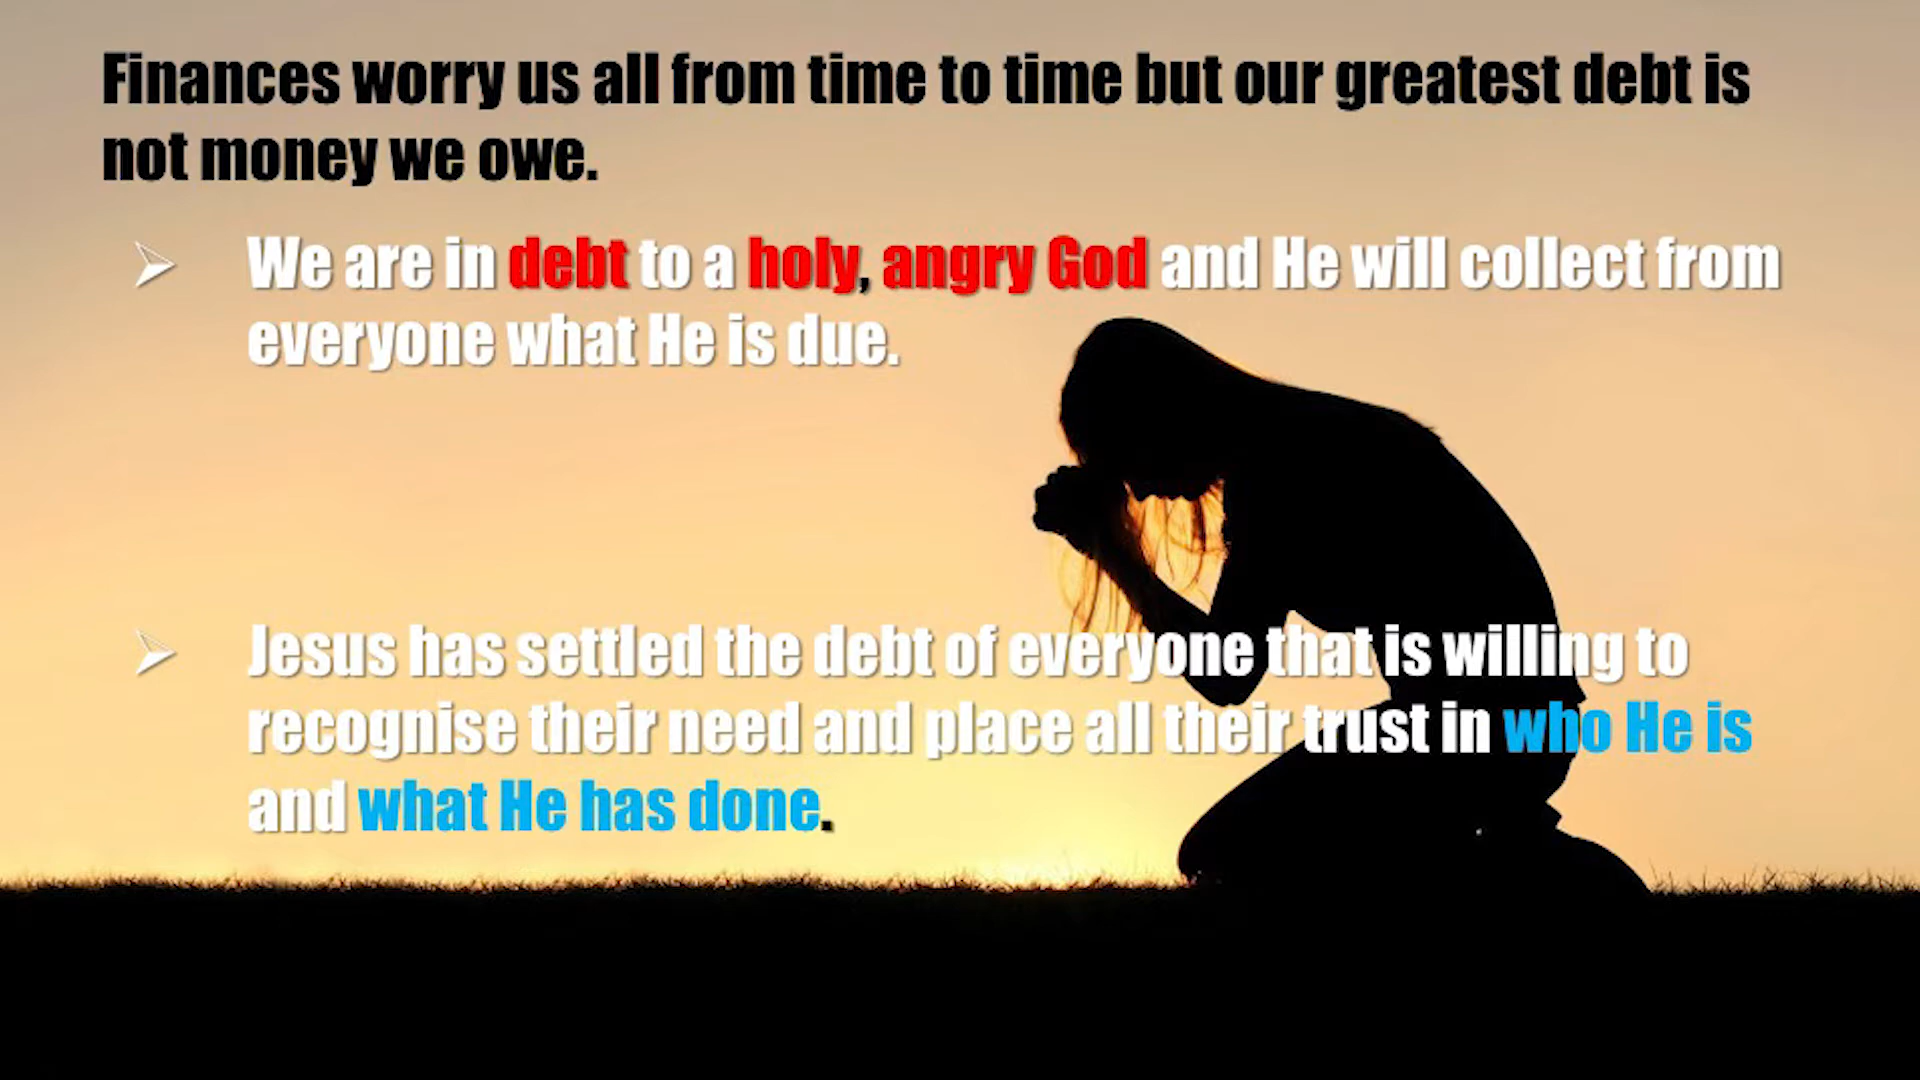 Finances worry us all from time to time but our greatest debt is
not money we owe.
We are in debt to a holy, angry God and He will collect from
everyone what He is due.
Jesus has settled the debt of everyone that is willing to
recognise their need and place all their trust in who He is
and what He has done.